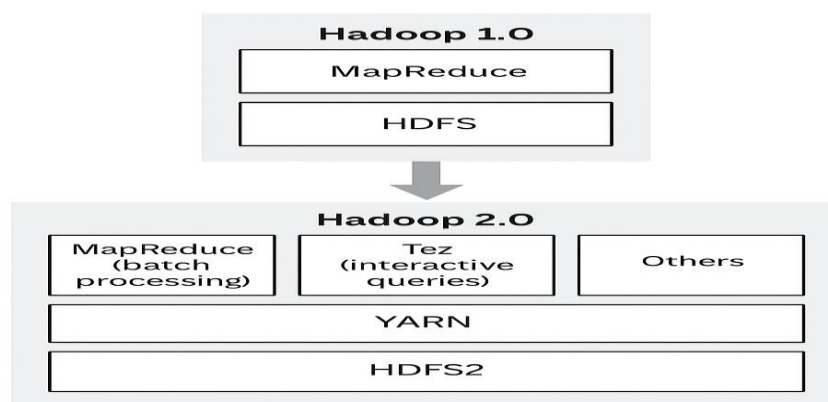 Hadoop 1.0
MapReduce
HDFS
Hadoop 2.0
MapReduce
(batch
processing)
Tez
(interactive
queries)
Others
YARN
HDFS2